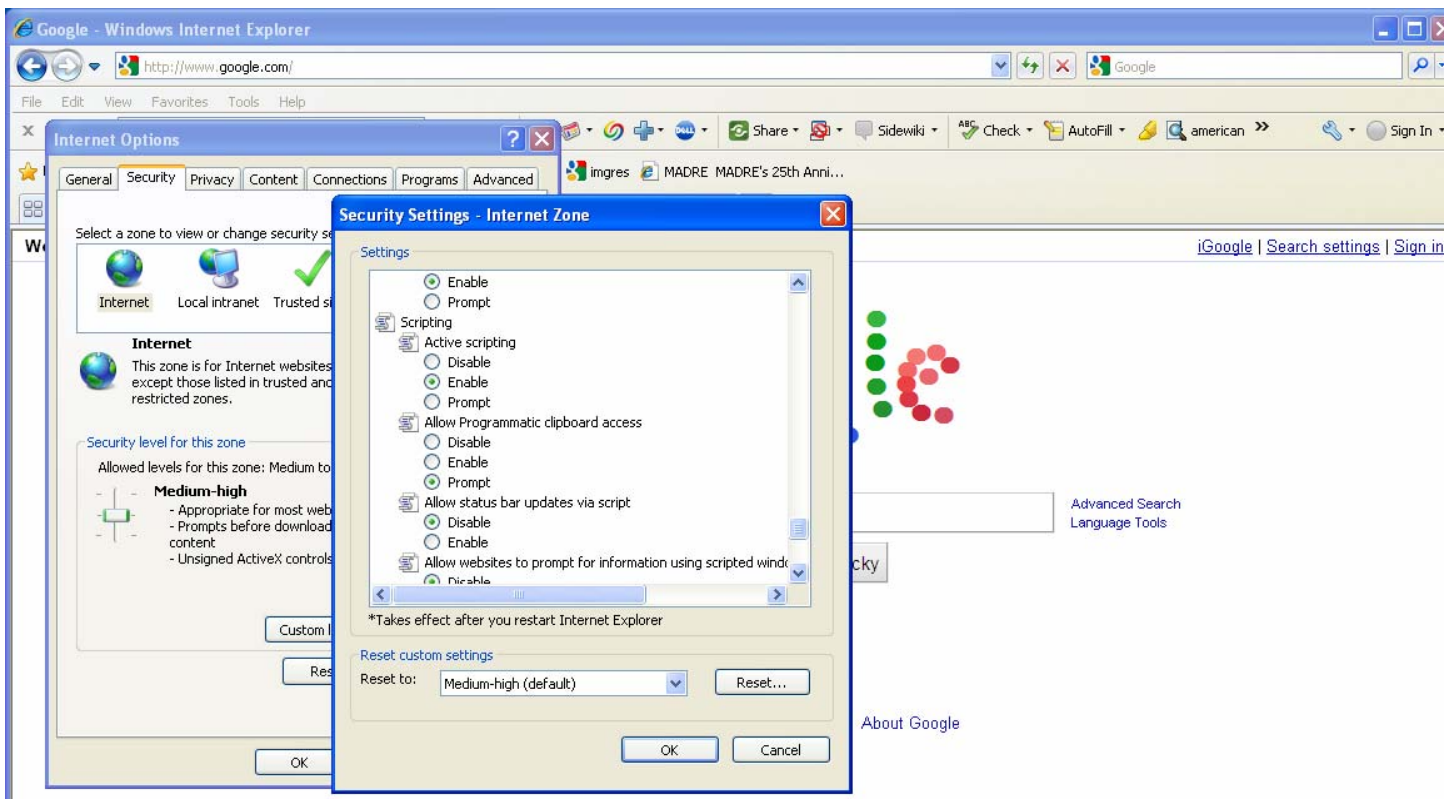 Google - Windows Internet Explorer
http://www.google.com/
Google
File Edit View Favorites Tools Help
X Share Sidewiki ABC Check AutoFill american » Sign In
imgres MADRE MADRE's 25th Anni...
Internet Options
General Security Privacy Content Connections Programs Advanced
Select a zone to view or change security
Internet Local intranet Trusted
Internet
This zone is for Internet websites
except those listed in trusted and
restricted zones.
Security level for this zone
Allowed levels for this zone: Medium to
Medium-high
- Appropriate for most
- Prompts before download
content
- Unsigned ActiveX controls
Custom
OK
Security Settings - Internet Zone
Settings
Enable
Prompt
Scripting
Active scripting
Disable
Enable
Prompt
Allow Programmatic clipboard access
Disable
Enable
Prompt
Allow status bar updates via script
Disable
Enable
Allow websites to prompt for information using scripted
Disable
*Takes effect after you restart Internet Explorer
Reset custom settings
Reset to: Medium-high (default) Reset...
OK Cancel
iGoogle | Search settings | Sign in
Advanced Search
Language Tools
cky
About Google